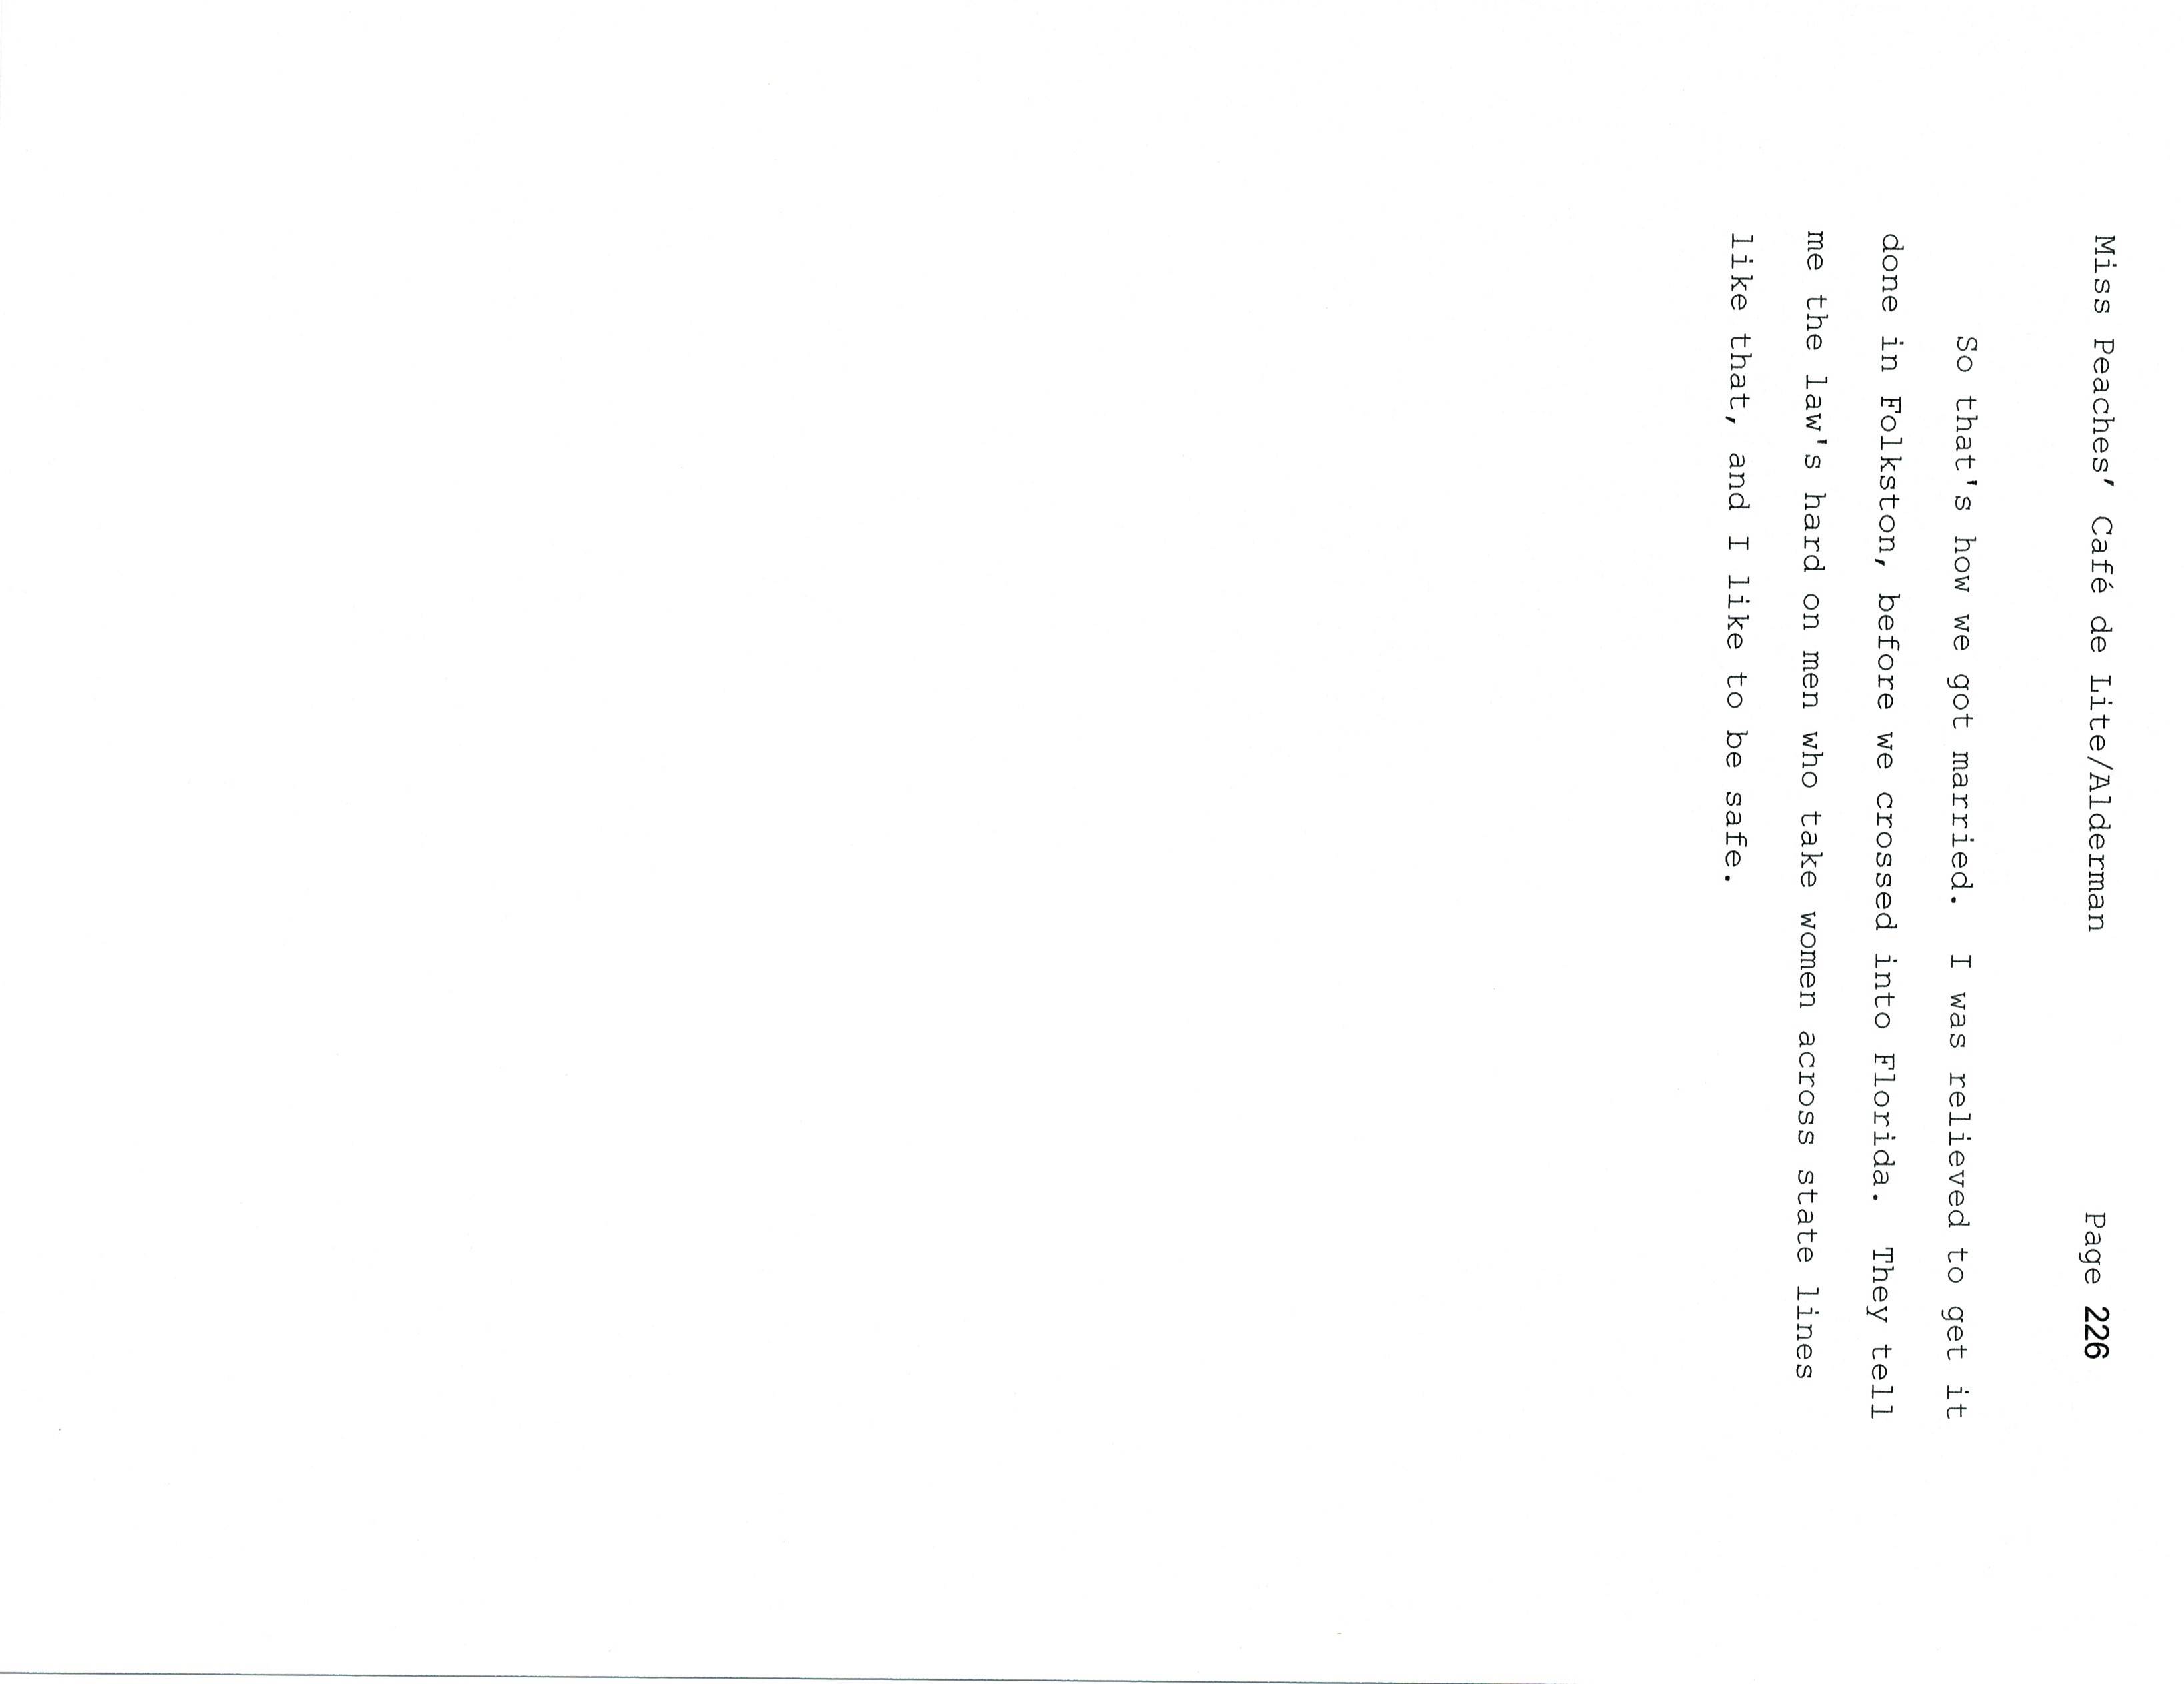 Miss Peaches’ Café de Lite/Alderman Page 226
So that's how we got married.  I was relieved to get it
done in Folkston, before we crossed into Florida.  They tell
me the law's hard on men who take women across state lines
like that, and I like to be safe.